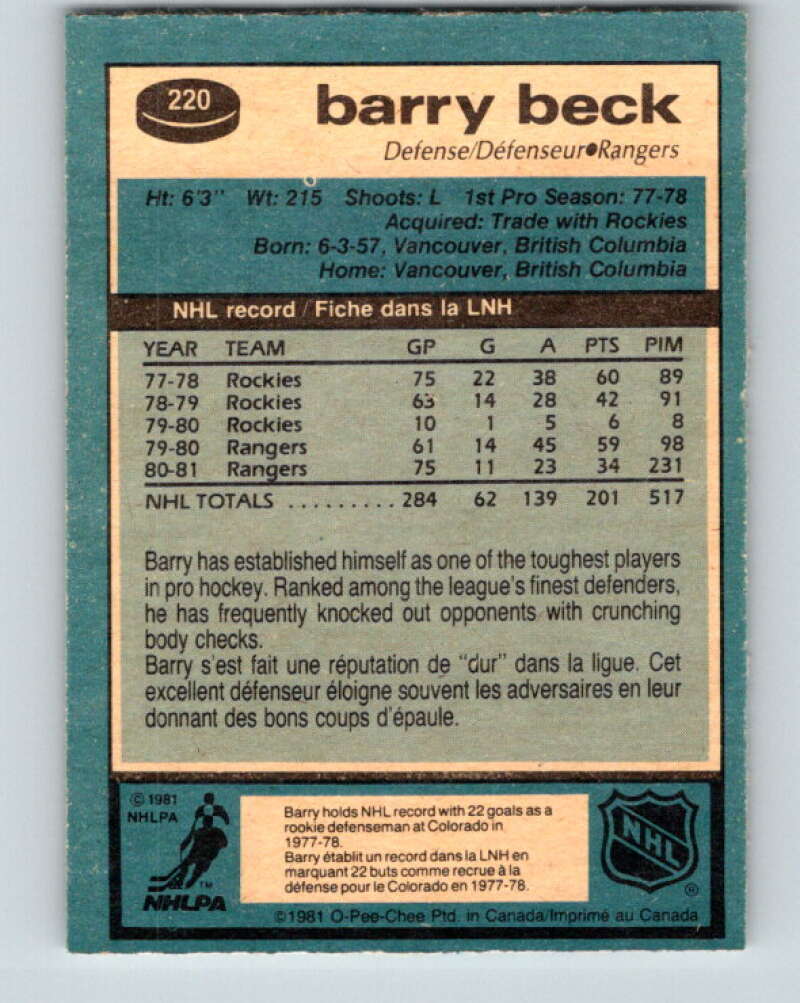 220
barry beck
Defense/Défenseur●Rangers
Ht: 6'3" Wt: 215 Shoots: L 1st Pro Season: 77-78
Acquired: Trade with Rockies
Born: 6-3-57, Vancouver, British Columbia
Home: Vancouver, British Columbia
NHL record / Fiche dans la LNH
YEAR TEAM GP G A PTS PIM
77-78 Rockies 75 22 38 60 89
78-79 Rockies 63 14 28 42 91
79-80 Rockies 10 1 5 6 8
79-80 Rangers 61 14 45 59 98
80-81 Rangers 75 11 23 34 231
NHL TOTALS .......... 284 62 139 201 517
Barry has established himself as one of the toughest players
in pro hockey. Ranked among the league's finest defenders,
he has frequently knocked out opponents with crunching
body checks.
Barry s'est fait une réputation de "dur" dans la ligue. Cet
excellent défenseur éloigne souvent les adversaires en leur
donnant des bons coups d'épaule.
© 1981
NHLPA
TM
NHLPA
Barry holds NHL record with 22 goals as a
rookie defenseman at Colorado in
1977-78.
Barry établit un record dans la LNH en
marquant 22 buts comme recrue à la
défense pour le Colorado en 1977-78.
NHL
®
©1981 O-Pee-Chee Ptd. in Canada/Imprimé au Canada